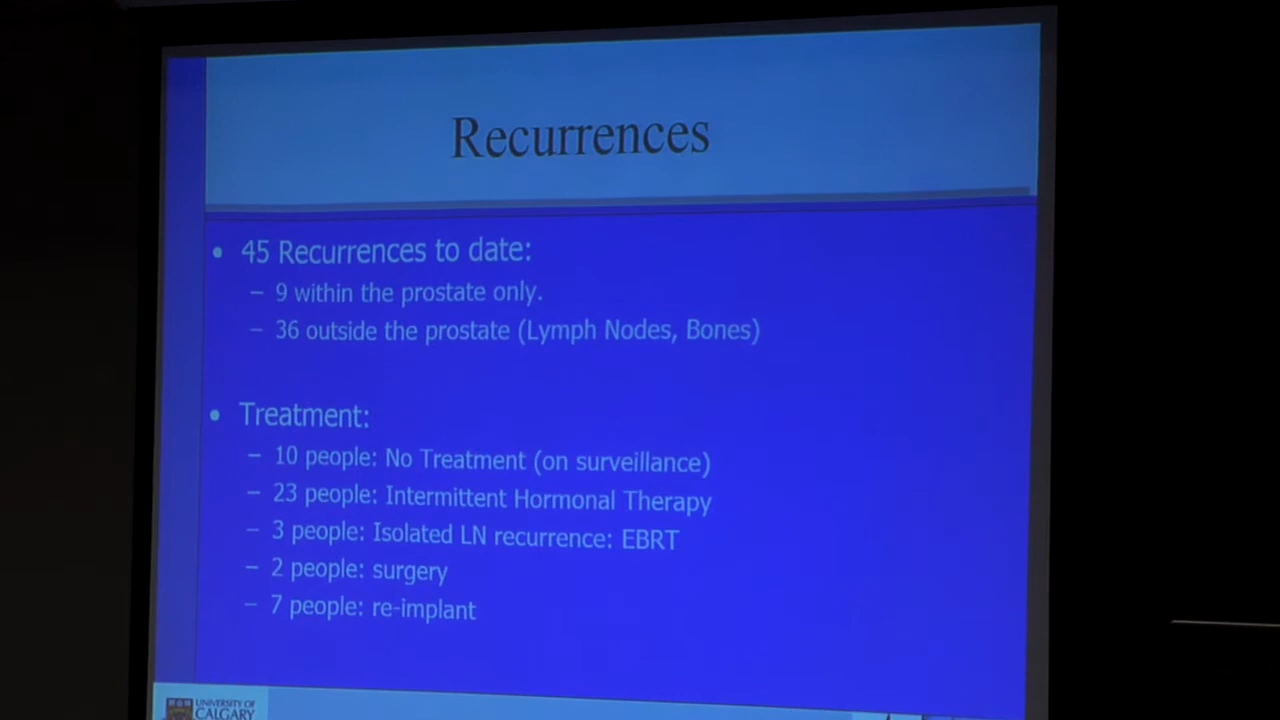 Recurrences
• 45 Recurrences to date:
– 9 within the prostate only.
– 36 outside the prostate (Lymph Nodes, Bones)
• Treatment:
– 10 people: No Treatment (on surveillance)
– 23 people: Intermittent Hormonal Therapy
– 3 people: Isolated LN recurrence: EBRT
– 2 people: surgery
– 7 people: re-implant
UNIVERSITY OF
CALGARY